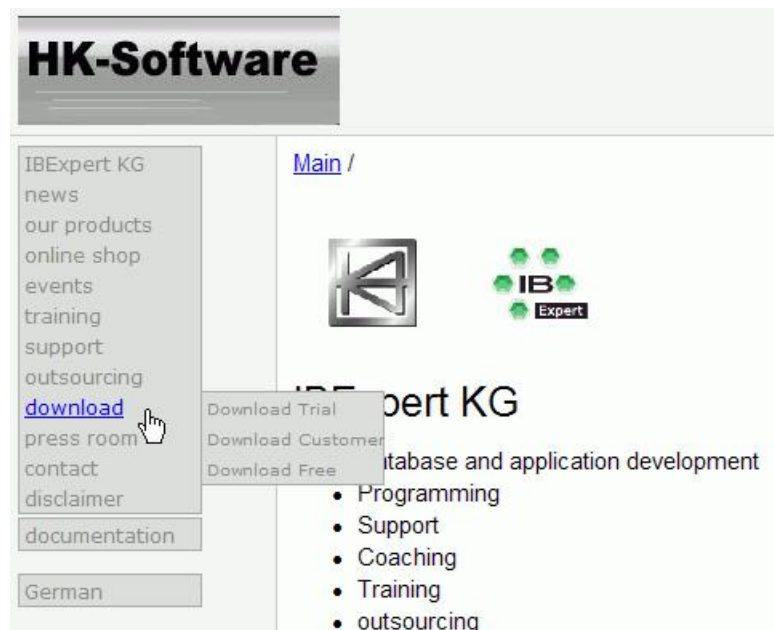 HK-Software
IBExpert KG
news
our products
online shop
events
training
support
outsourcing
download
press room
contact
disclaimer
documentation
German
Download Trial
Download Customer
Download Free
Main /
IB
Expert
KG
and application development
Programming
Support
Coaching
Training
outsourcing